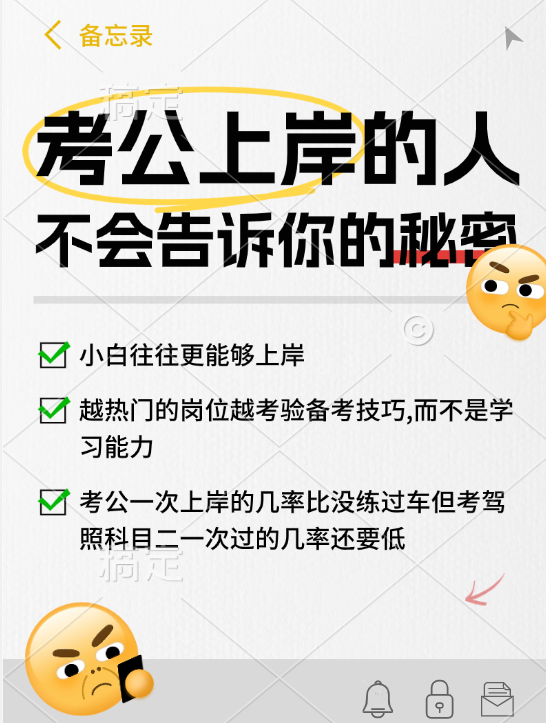 备忘录
搞定
考公上岸的人
不会告诉你的秘密
©
小白往往更能够上岸
越热门的岗位越考验备考技巧,而不是学
习能力
考公一次上岸的几率比没练过车但考驾
照科目二一次过的几率还要低
搞定